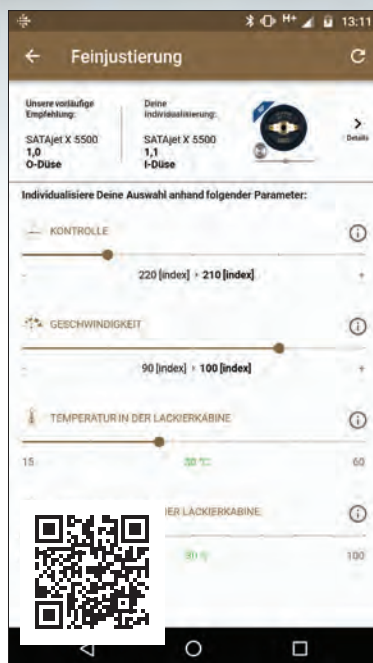 H+ 13:11
Feinjustierung
Unsere vorläufige Empfehlung:
SATAjet X 5500
1,0
O-Düse
Deine Individualisierung:
SATAjet X 5500
1,1
I-Düse
Details
Individualisiere Deine Auswahl anhand folgender Parameter:
KONTROLLE
220 [index] › 210 [index]
- +
GESCHWINDIGKEIT
90 [index] › 100 [index]
- +
TEMPERATUR IN DER LACKIERKABINE
15 30 °C 60
ER LACKIERKABINE
100